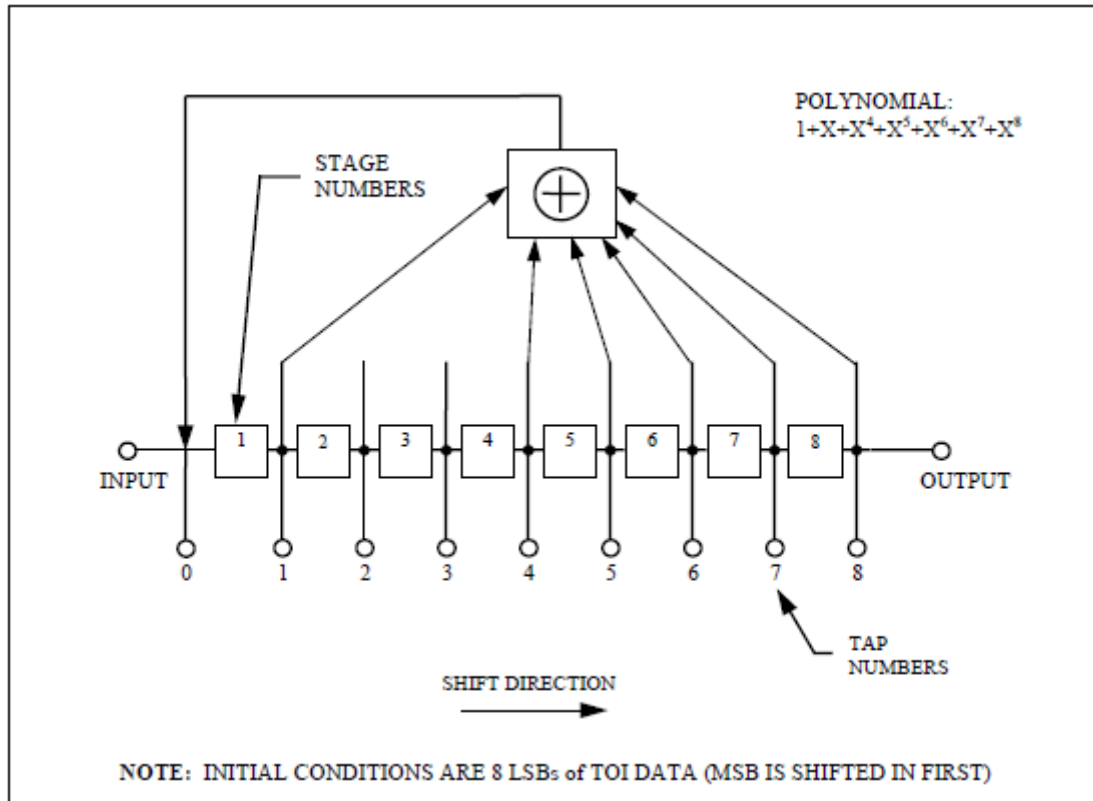 POLYNOMIAL:
1+X+X⁴+X⁵+X⁶+X⁷+X⁸
STAGE
NUMBERS
1 2 3 4 5 6 7 8
INPUT
OUTPUT
0 1 2 3 4 5 6 7 8
TAP
NUMBERS
SHIFT DIRECTION
NOTE: INITIAL CONDITIONS ARE 8 LSBs of TOI DATA (MSB IS SHIFTED IN FIRST)